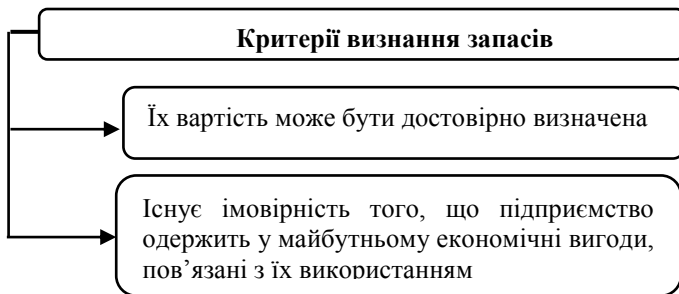 Критерії визнання запасів
Їх вартість може бути достовірно визначена
Існує імовірність того, що підприємство
одержить у майбутньому економічні вигоди,
пов’язані з їх використанням